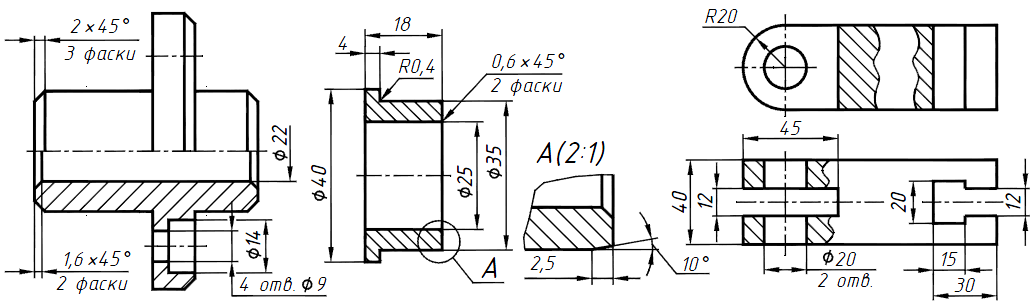 2×45°
3 фаски
ϕ22
ϕ14
1,6×45°
2 фаски
4 отв. ϕ9
18
4
R0,4
0,6×45°
2 фаски
ϕ40
ϕ25
ϕ35
А
А(2:1)
2,5
10°
R20
45
40
12
20
12
ϕ20
2 отв.
15
30